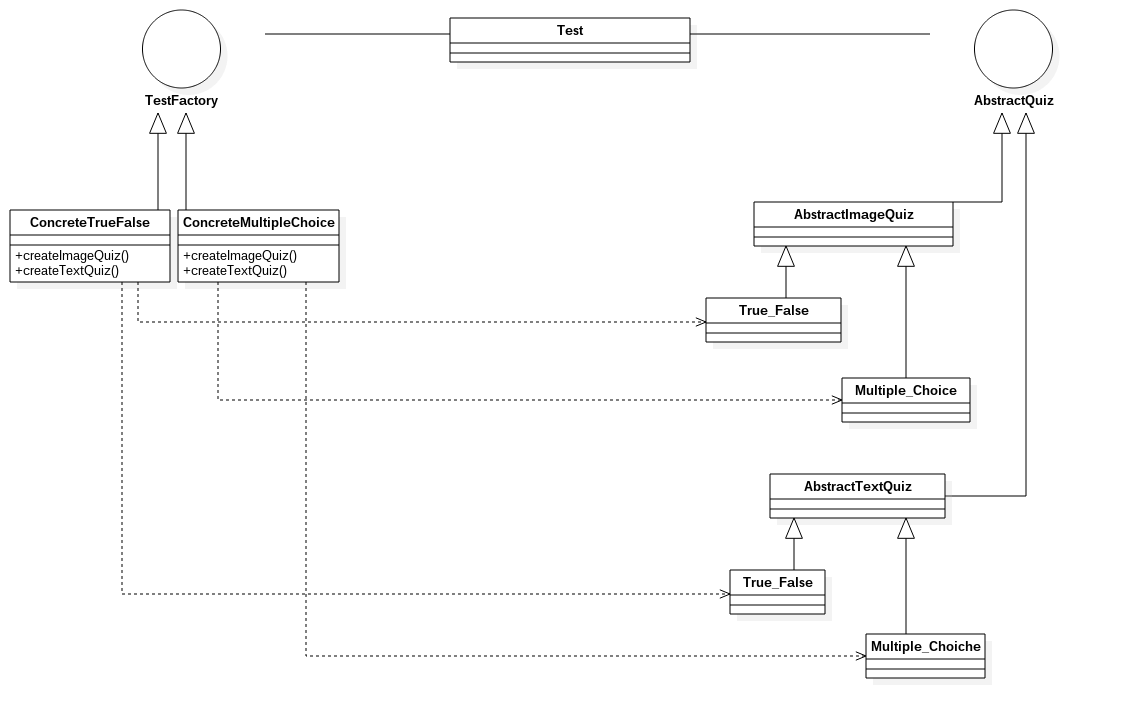 Test
TestFactory
AbstractQuiz
ConcreteTrueFalse
+createImageQuiz()
+createTextQuiz()
ConcreteMultipleChoice
+createImageQuiz()
+createTextQuiz()
AbstractImageQuiz
True_False
Multiple_Choice
AbstractTextQuiz
True_False
Multiple_Choiche